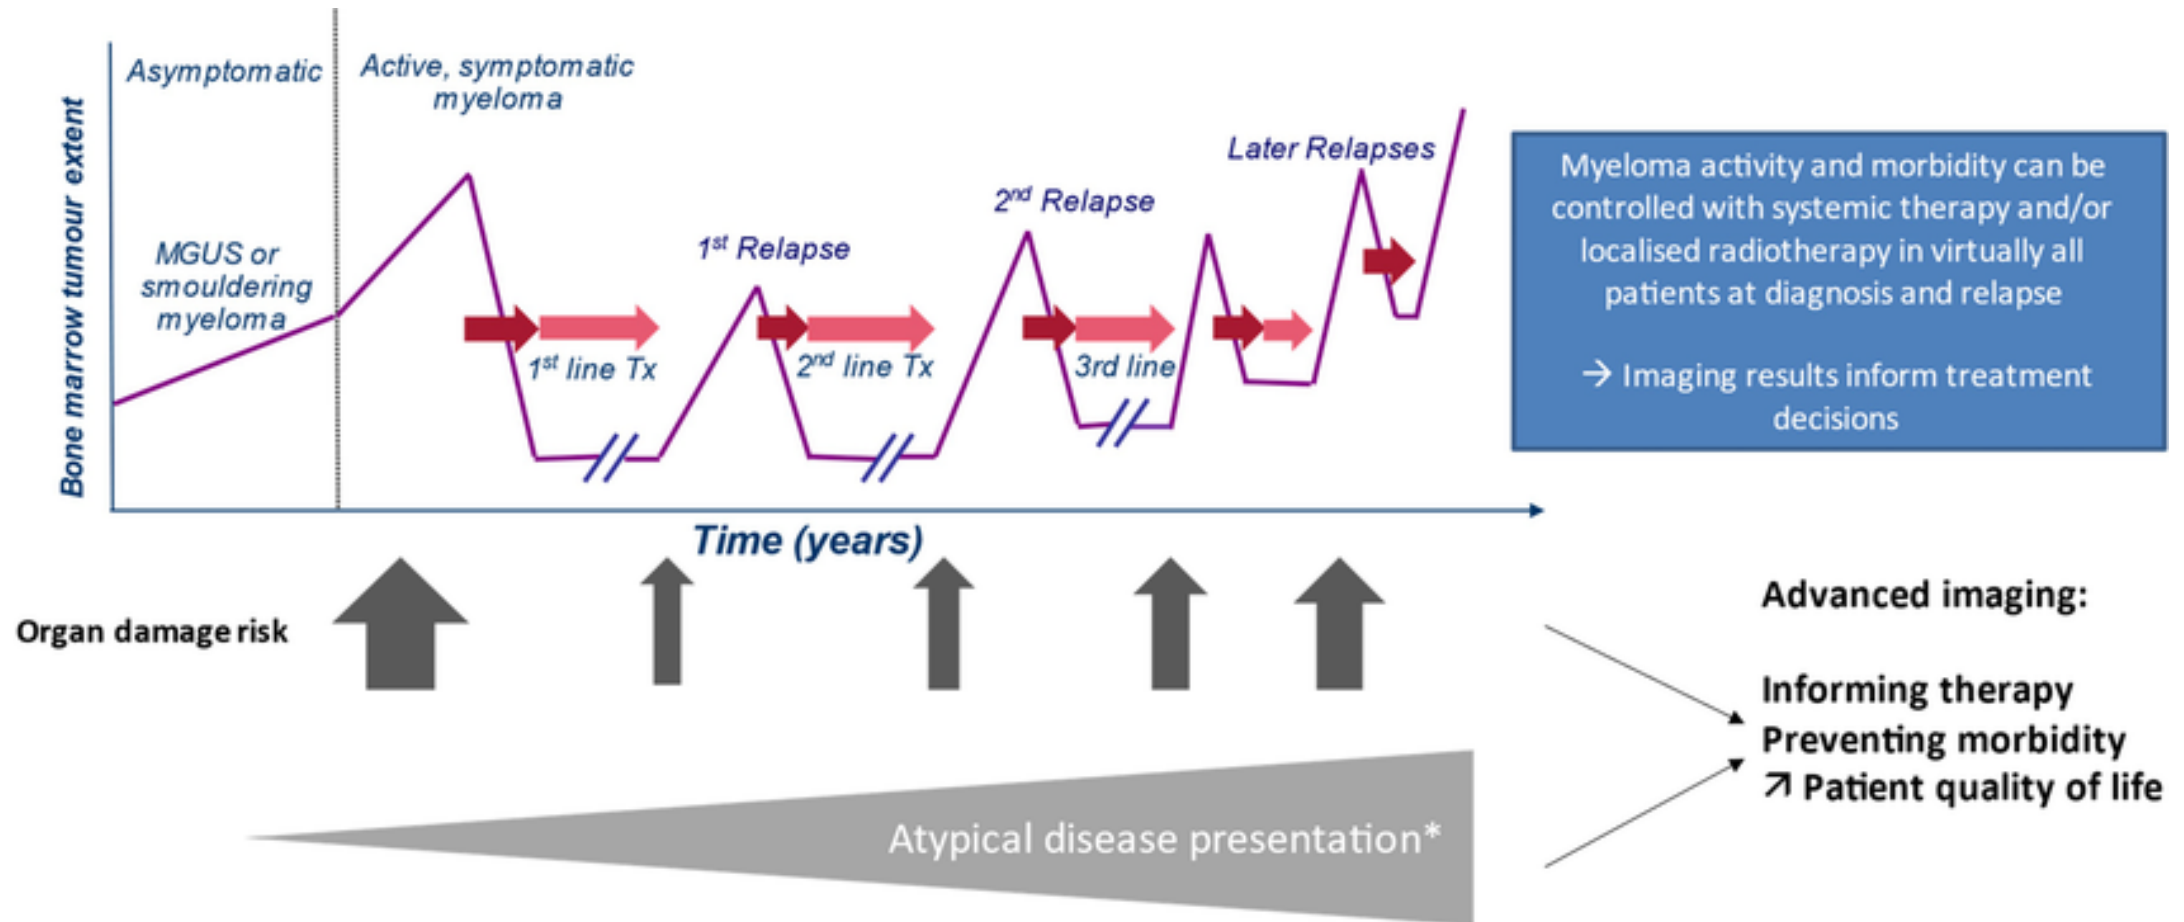 Asymptomatic
Active, symptomatic
myeloma
Bone marrow tumour extent
MGUS or
smouldering
myeloma
1st Relapse
2nd Relapse
Later Relapses
1st line Tx
2nd line Tx
3rd line
Time (years)
Myeloma activity and morbidity can be
controlled with systemic therapy and/or
localised radiotherapy in virtually all
patients at diagnosis and relapse
→ Imaging results inform treatment
decisions
Organ damage risk
Atypical disease presentation*
Advanced imaging:
Informing therapy
Preventing morbidity
↗ Patient quality of life